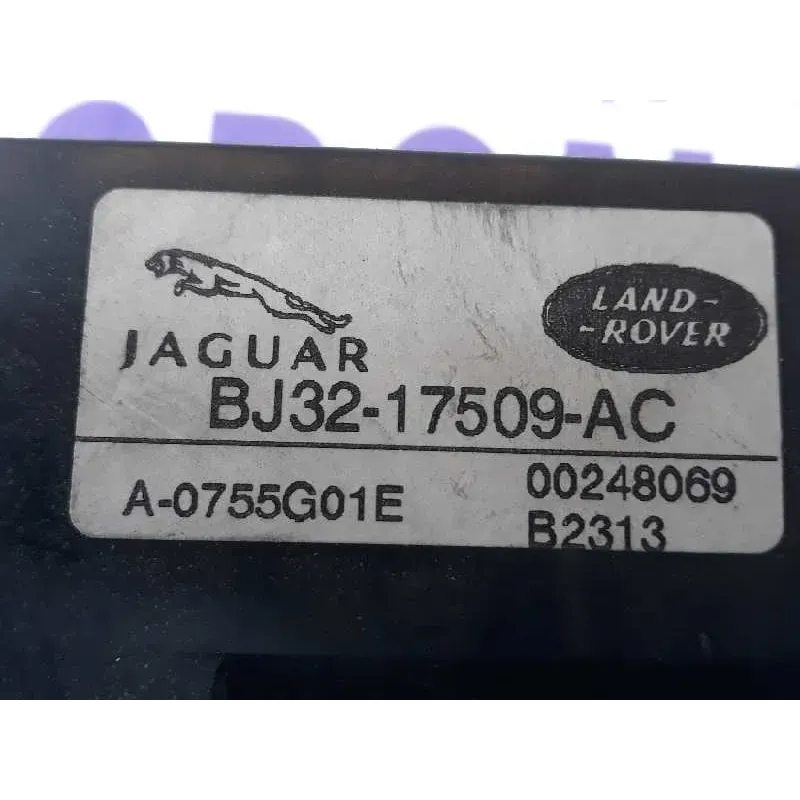 JAGUAR
LAND-
-ROVER
BJ32-17509-AC
A-0755G01E
00248069
B2313